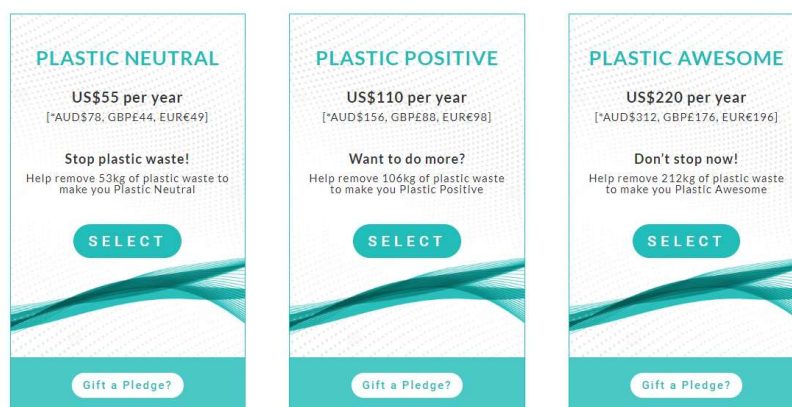 PLASTIC NEUTRAL
US$55 per year
[*AUD$78, GBP£44, EUR€49]
Stop plastic waste!
Help remove 53kg of plastic waste to
make you Plastic Neutral
SELECT
Gift a Pledge?
PLASTIC POSITIVE
US$110 per year
[*AUD$156, GBP£88, EUR€98]
Want to do more?
Help remove 106kg of plastic waste
to make you Plastic Positive
SELECT
Gift a Pledge?
PLASTIC AWESOME
US$220 per year
[*AUD$312, GBP£176, EUR€196]
Don't stop now!
Help remove 212kg of plastic waste
to make you Plastic Awesome
SELECT
Gift a Pledge?